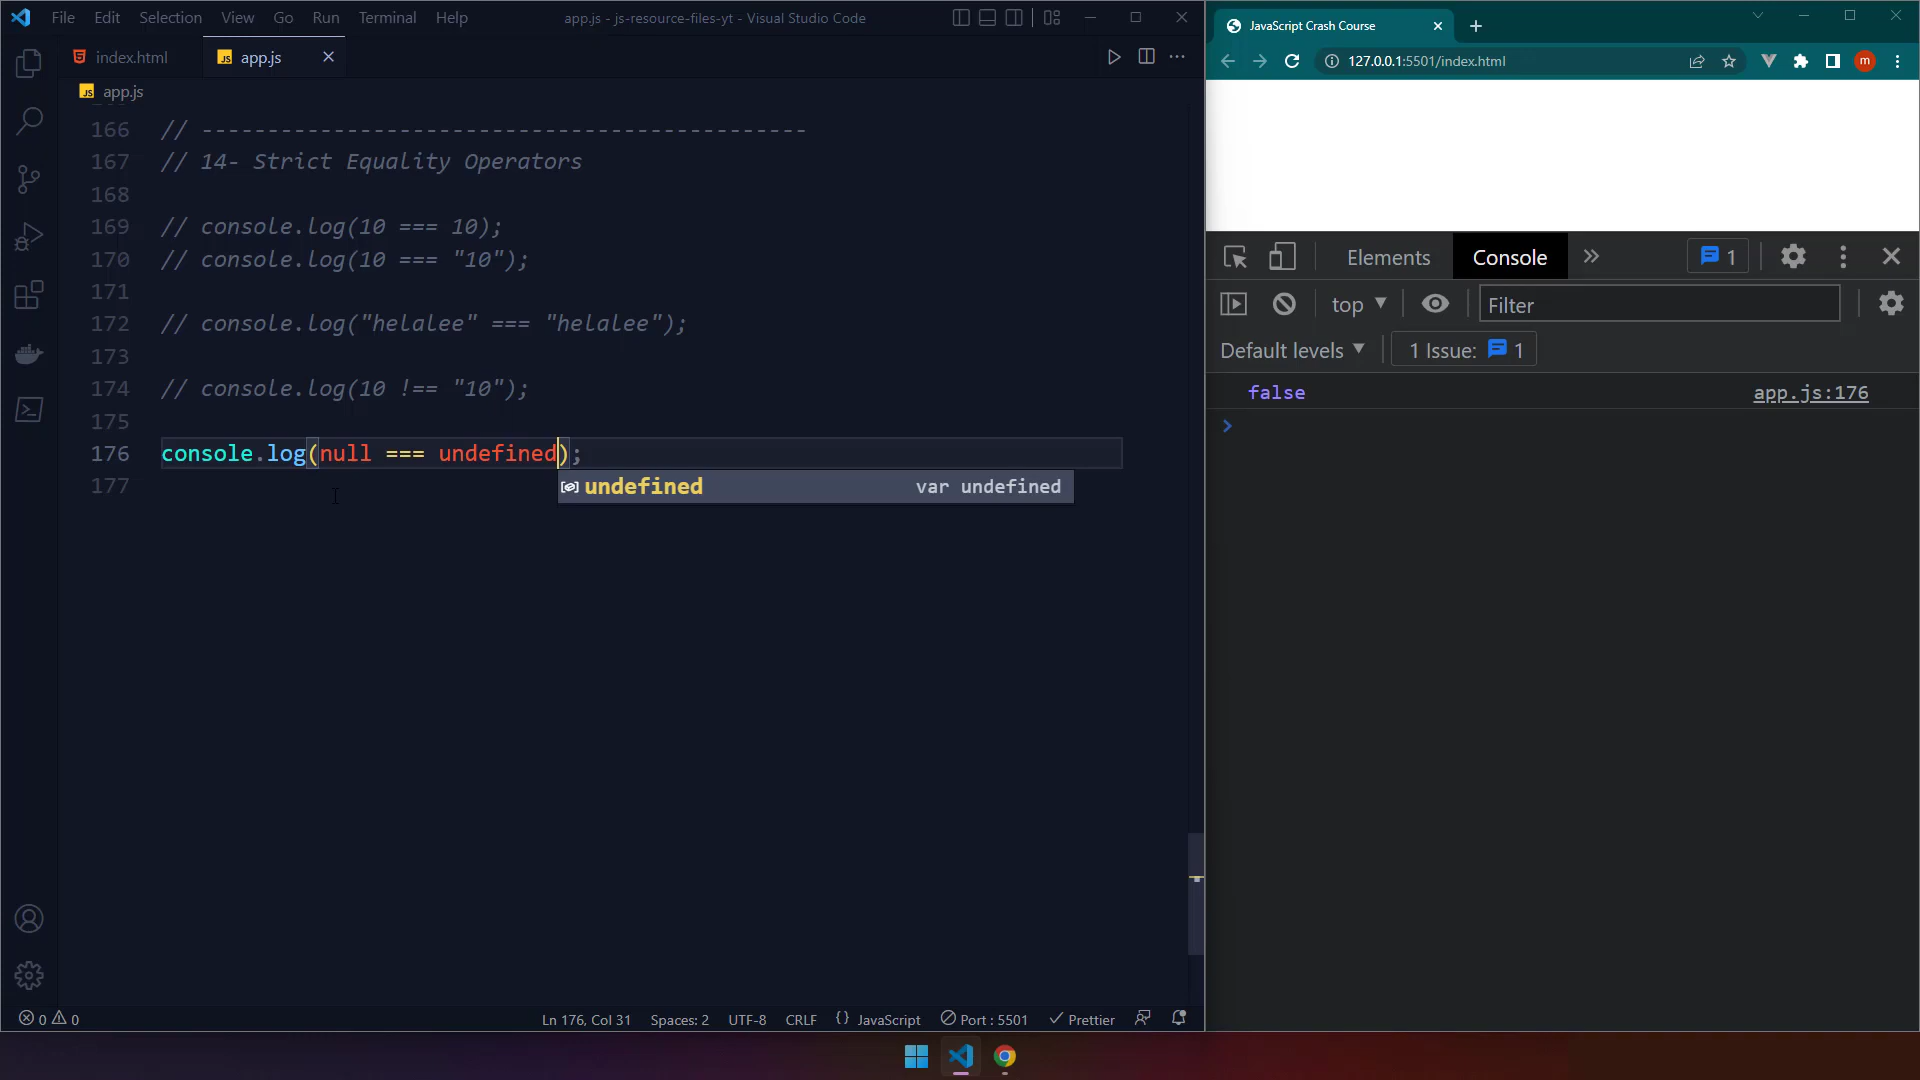 File Edit Selection View Go Run Terminal Help
app.js - js-resource-files-yt - Visual Studio Code
index.html
app.js
app.js
166 // ----------------------------------------------
167 // 14- Strict Equality Operators
168
169 // console.log(10 === 10);
170 // console.log(10 === "10");
171
172 // console.log("helalee" === "helalee");
173
174 // console.log(10 !== "10");
175
176 console.log(null === undefined);
177
undefined var undefined
0 0
Ln 176, Col 31 Spaces: 2 UTF-8 CRLF {} JavaScript Port : 5501 Prettier
JavaScript Crash Course
127.0.0.1:5501/index.html
m
Elements Console 1
top Filter
Default levels 1 Issue: 1
false app.js:176